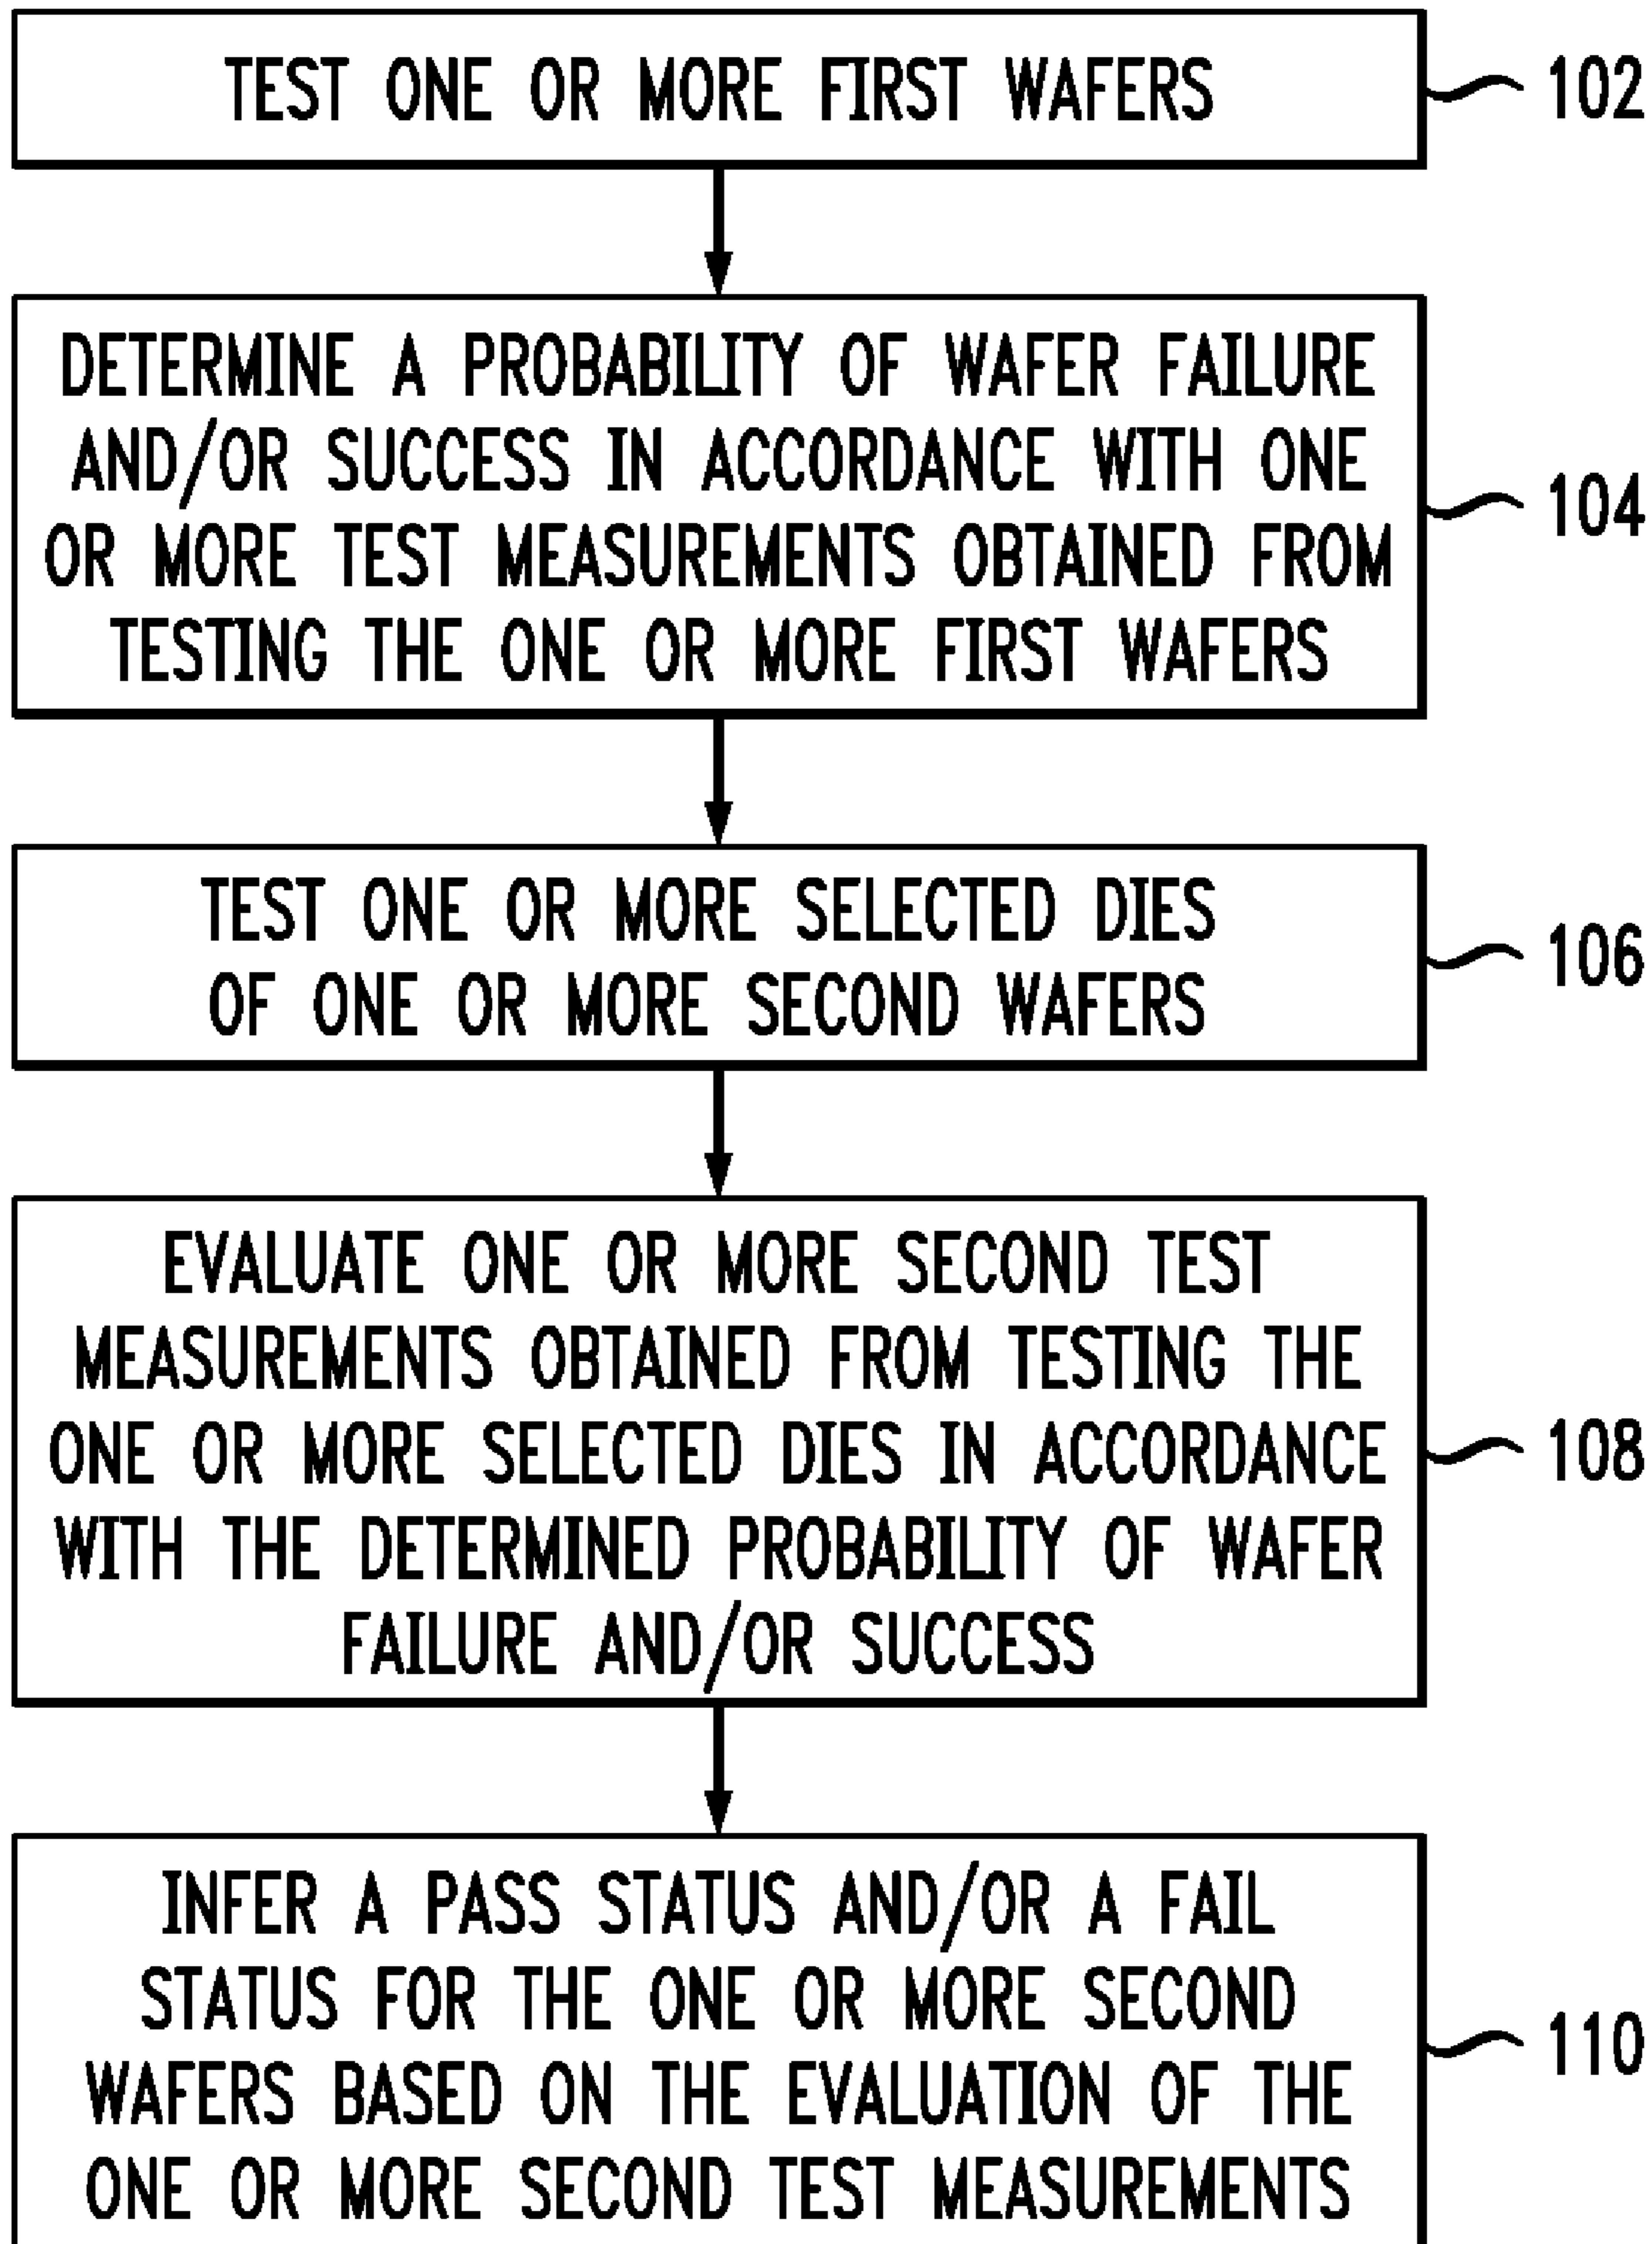 TEST ONE OR MORE FIRST WAFERS
102
DETERMINE A PROBABILITY OF WAFER FAILURE
AND/OR SUCCESS IN ACCORDANCE WITH ONE
OR MORE TEST MEASUREMENTS OBTAINED FROM
TESTING THE ONE OR MORE FIRST WAFERS
104
TEST ONE OR MORE SELECTED DIES
OF ONE OR MORE SECOND WAFERS
106
EVALUATE ONE OR MORE SECOND TEST
MEASUREMENTS OBTAINED FROM TESTING THE
ONE OR MORE SELECTED DIES IN ACCORDANCE
WITH THE DETERMINED PROBABILITY OF WAFER
FAILURE AND/OR SUCCESS
108
INFER A PASS STATUS AND/OR A FAIL
STATUS FOR THE ONE OR MORE SECOND
WAFERS BASED ON THE EVALUATION OF THE
ONE OR MORE SECOND TEST MEASUREMENTS
110